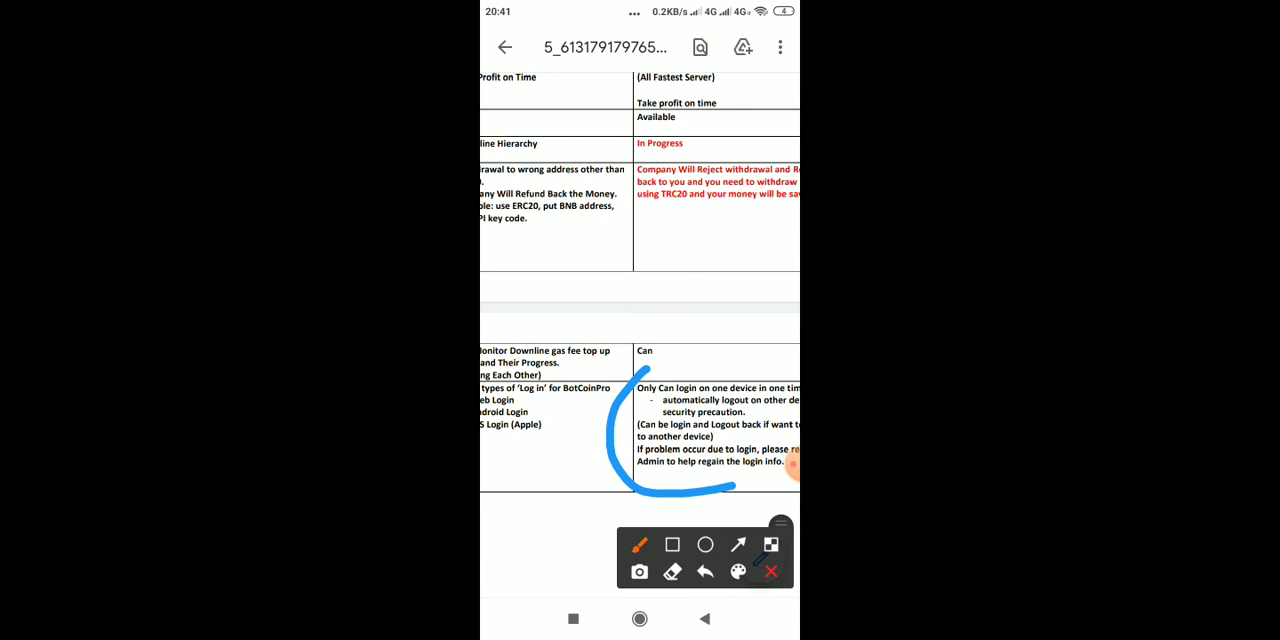 20:41 ... 0.2KB/s 4G 4G 4
5_613179179765...
Profit on Time
(All Fastest Server)
Take profit on time
Available
line Hierarchy
In Progress
drawal to wrong address other than
any Will Refund Back the Money.
ple: use ERC20, put BNB address,
PI key code.
Company Will Reject withdrawal and Re
back to you and you need to withdraw
using TRC20 and your money will be sa
Monitor Downline gas fee top up
and Their Progress.
ng Each Other)
Can
types of 'Log in' for BotCoinPro
eb Login
ndroid Login
S Login (Apple)
Only Can login on one device in one tim
- automatically logout on other de
security precaution.
(Can be login and Logout back if want t
to another device)
If problem occur due to login, please re
Admin to help regain the login info.